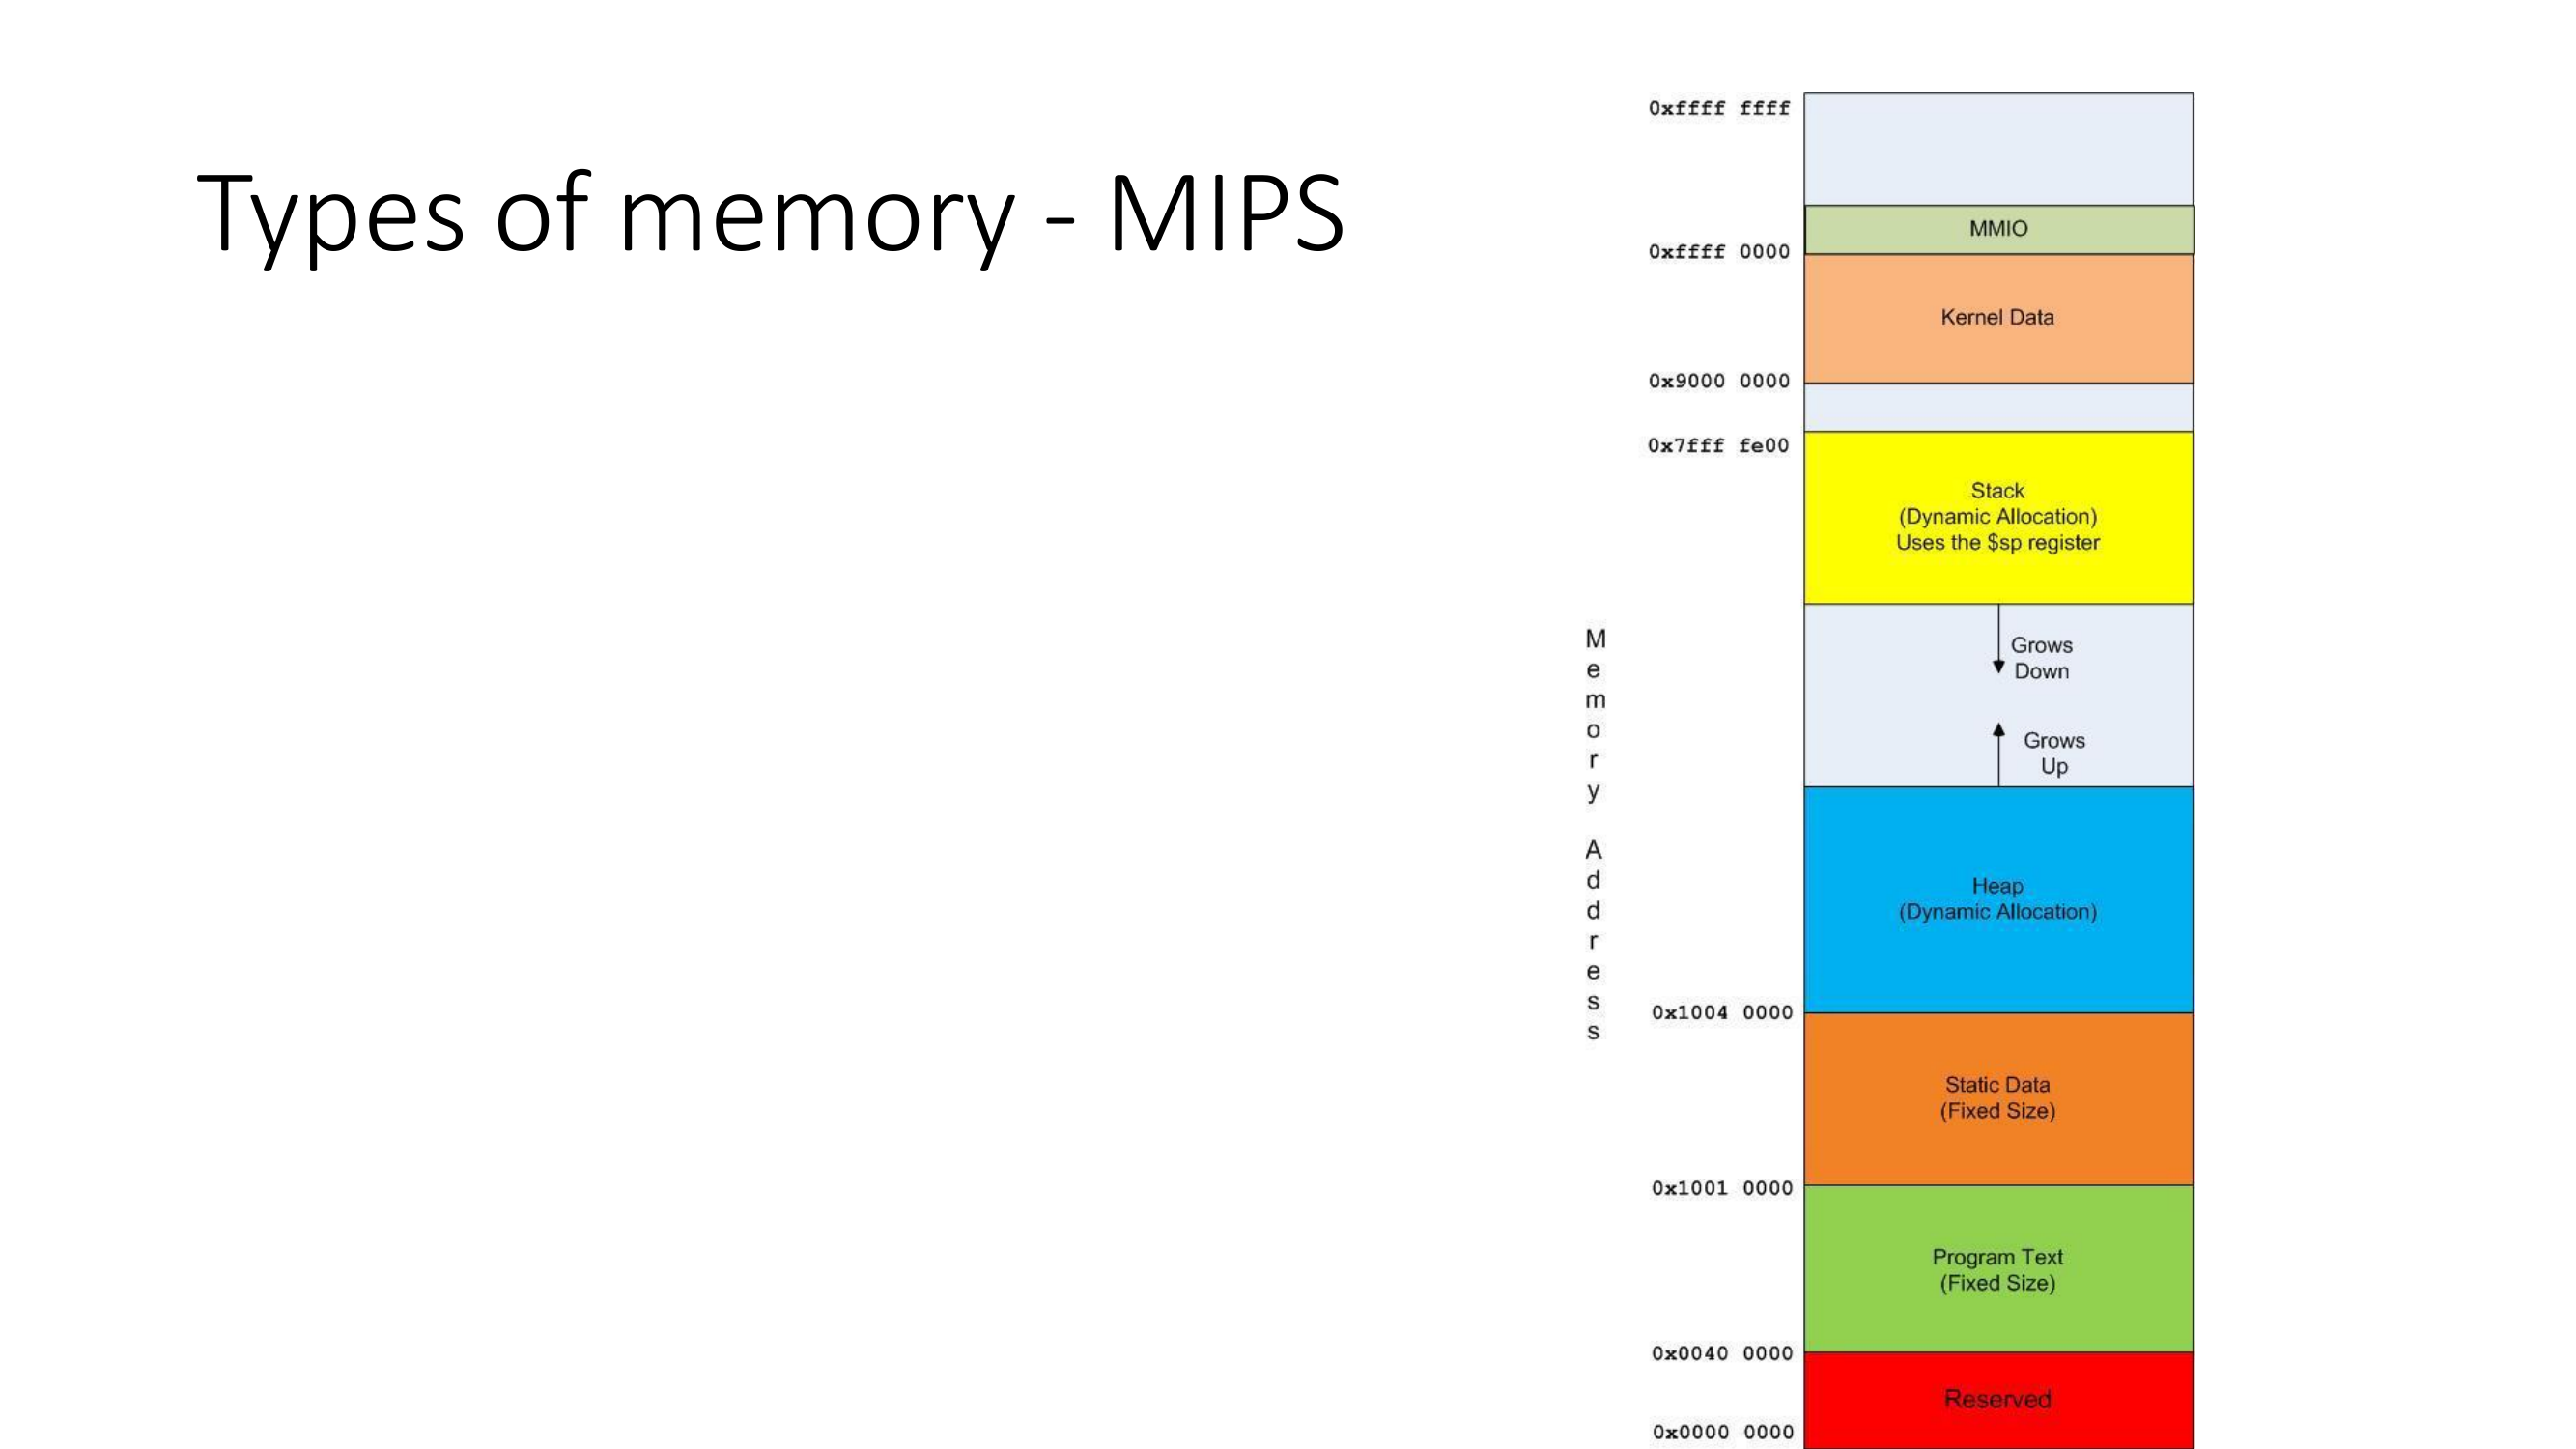 Types of memory - MIPS
0xffff ffff
MMIO
0xffff 0000
Kernel Data
0x9000 0000
0x7fff fe00
Stack
(Dynamic Allocation)
Uses the $sp register
Grows
Down
Grows
Up
Memory Address
Heap
(Dynamic Allocation)
0x1004 0000
Static Data
(Fixed Size)
0x1001 0000
Program Text
(Fixed Size)
0x0040 0000
Reserved
0x0000 0000